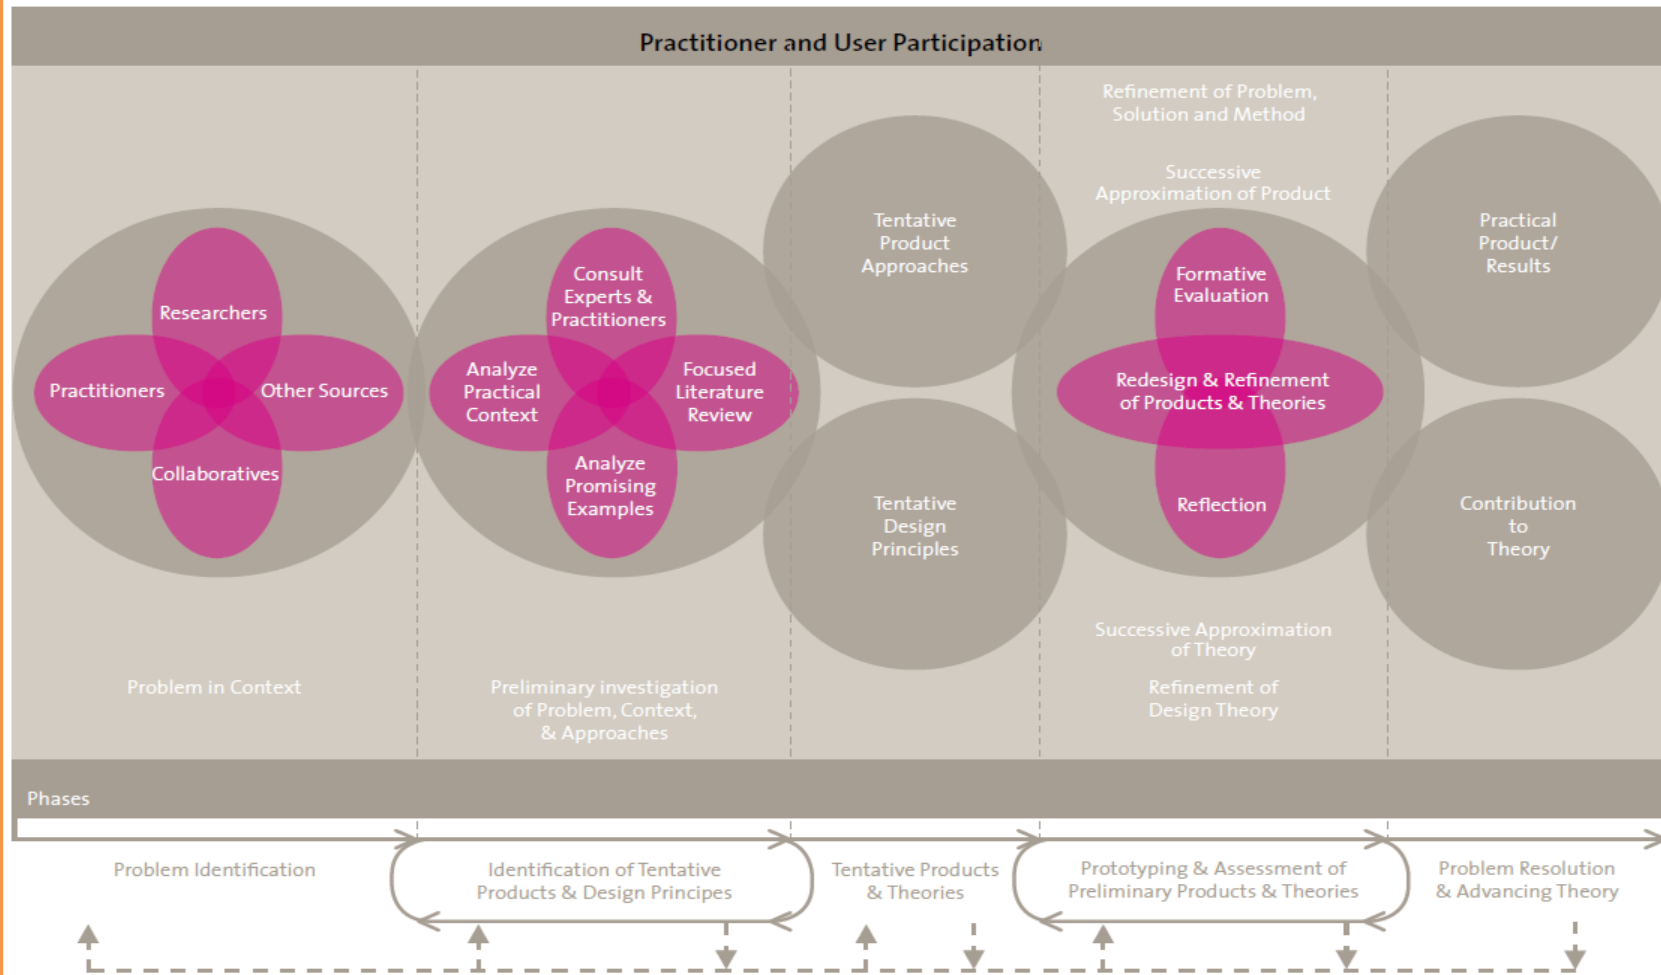 Practitioner and User Participation
Researchers
Practitioners
Other Sources
Collaboratives
Problem in Context
Consult
Experts &
Practitioners
Analyze
Practical
Context
Focused
Literature
Review
Analyze
Promising
Examples
Preliminary investigation
of Problem, Context,
& Approaches
Tentative
Product
Approaches
Tentative
Design
Principles
Refinement of Problem,
Solution and Method
Successive
Approximation of Product
Formative
Evaluation
Redesign & Refinement
of Products & Theories
Reflection
Successive Approximation
of Theory
Refinement of
Design Theory
Practical
Product/
Results
Contribution
to
Theory
Phases
Problem Identification
Identification of Tentative
Products & Design Principes
Tentative Products
& Theories
Prototyping & Assessment of
Preliminary Products & Theories
Problem Resolution
& Advancing Theory